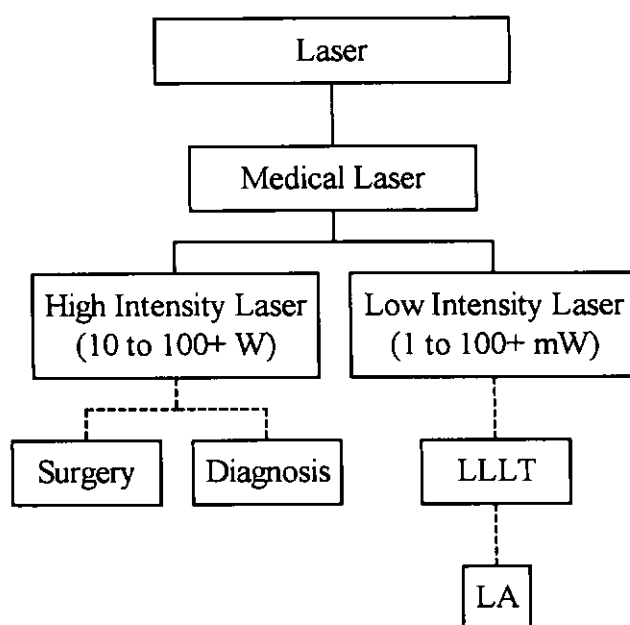 Laser
Medical Laser
High Intensity Laser
(10 to 100+ W)
Low Intensity Laser
(1 to 100+ mW)
Surgery
Diagnosis
LLLT
LA